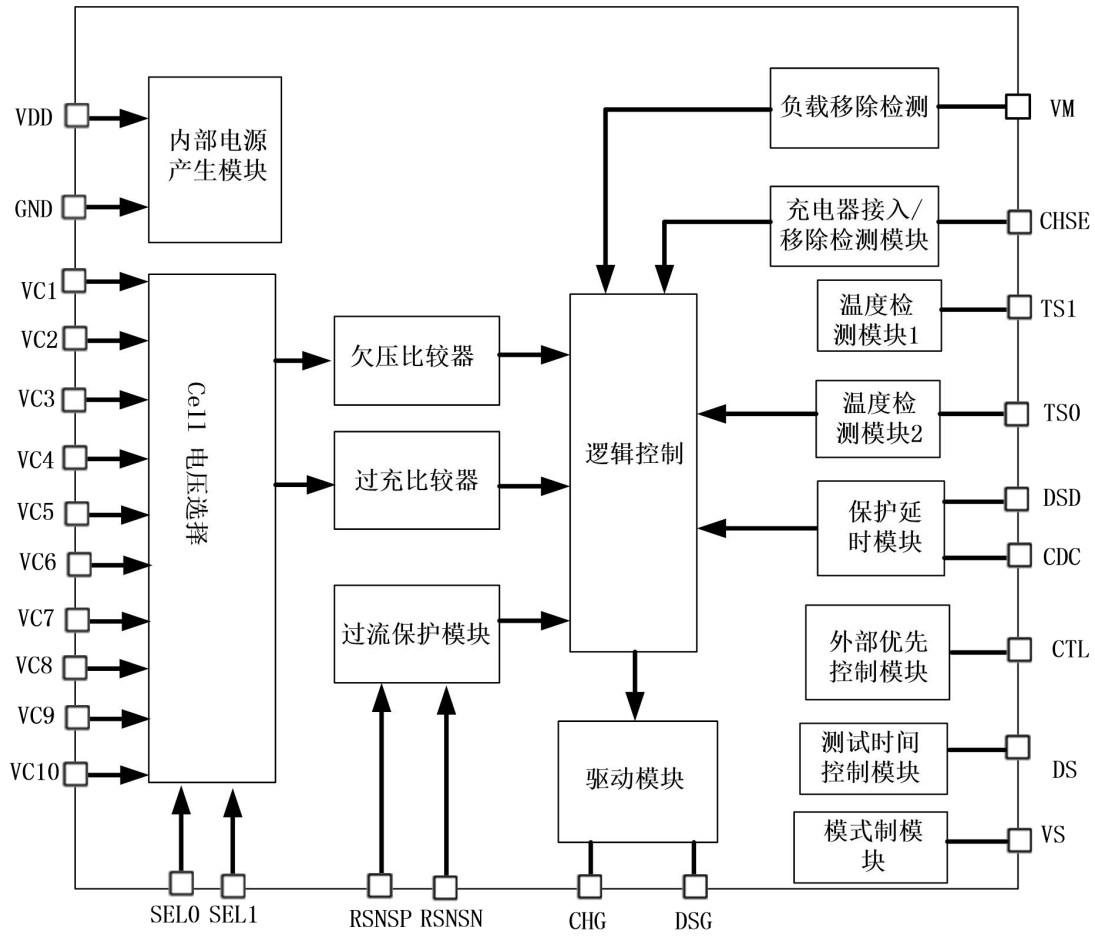 VDD
GND
VC1
VC2
VC3
VC4
VC5
VC6
VC7
VC8
VC9
VC10
内部电源
产生模块
Cell 电压选择
SEL0
SEL1
欠压比较器
过充比较器
过流保护模块
RSNSP
RSNSN
逻辑控制
驱动模块
CHG
DSG
负载移除检测
VM
充电器接入/
移除检测模块
CHSE
温度检
测模块1
TS1
温度检
测模块2
TS0
保护延
时模块
DSD
CDC
外部优先
控制模块
CTL
测试时间
控制模块
DS
模式制模
块
VS